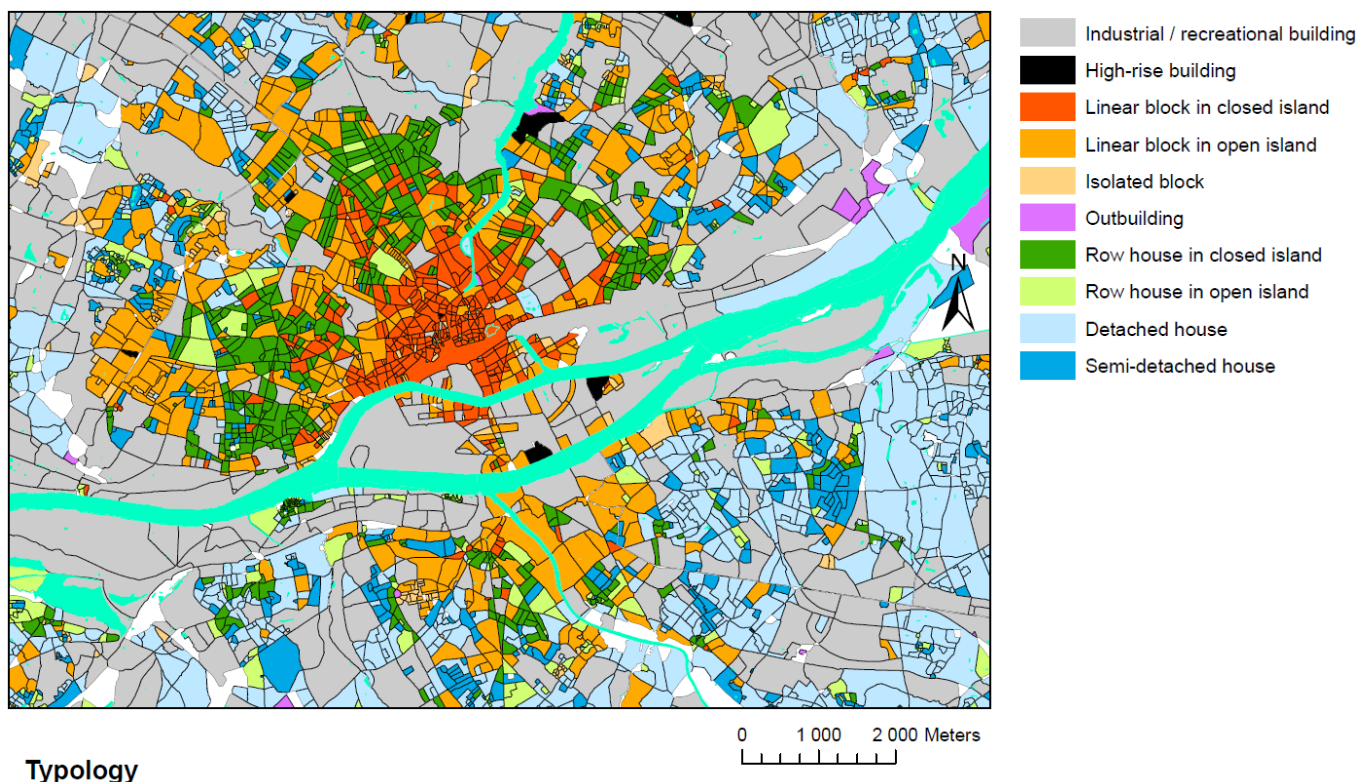 Industrial / recreational building
High-rise building
Linear block in closed island
Linear block in open island
Isolated block
Outbuilding
Row house in closed island
Row house in open island
Detached house
Semi-detached house
N
0 1 000 2 000 Meters
Typology